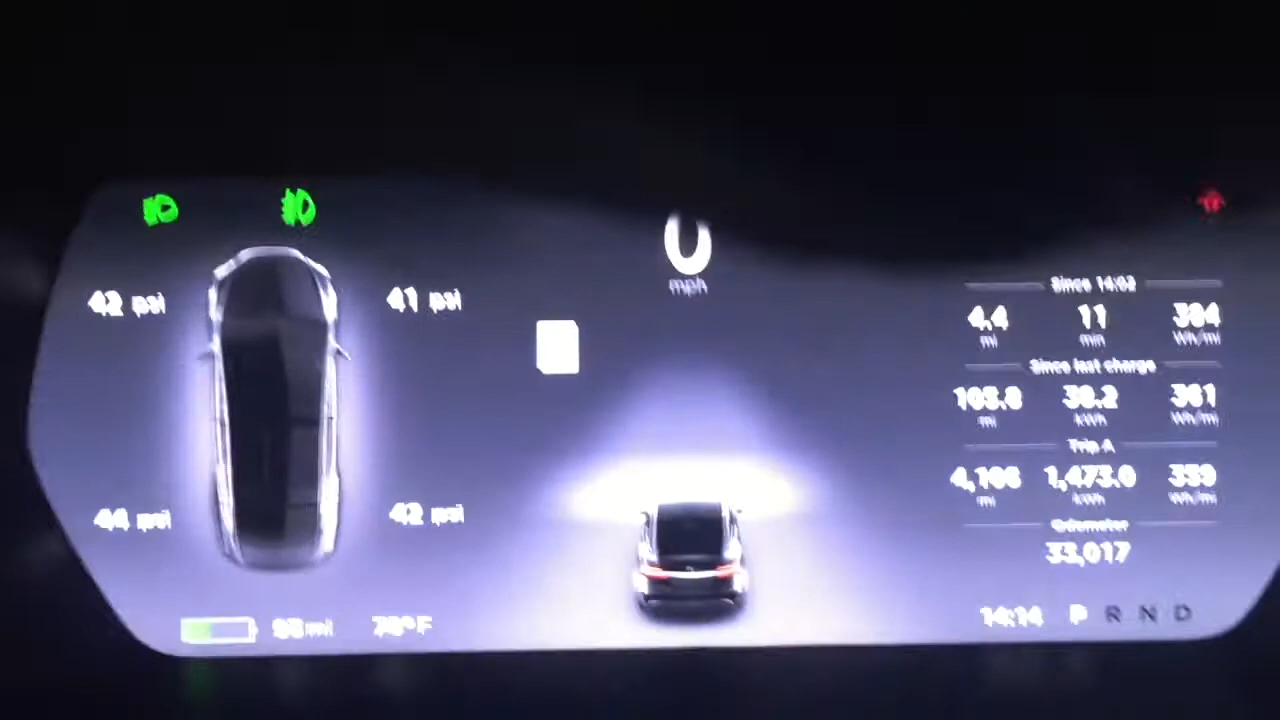 0
mph
42 psi
41 psi
44 psi
42 psi
Since 14:02
4.4 11 384
mi min Wh/mi
Since last charge
105.8 38.2 361
mi kWh Wh/mi
Trip A
4,106 1,473.0 359
mi kWh Wh/mi
Odometer
33,017
mi °F
14:14 P R N D